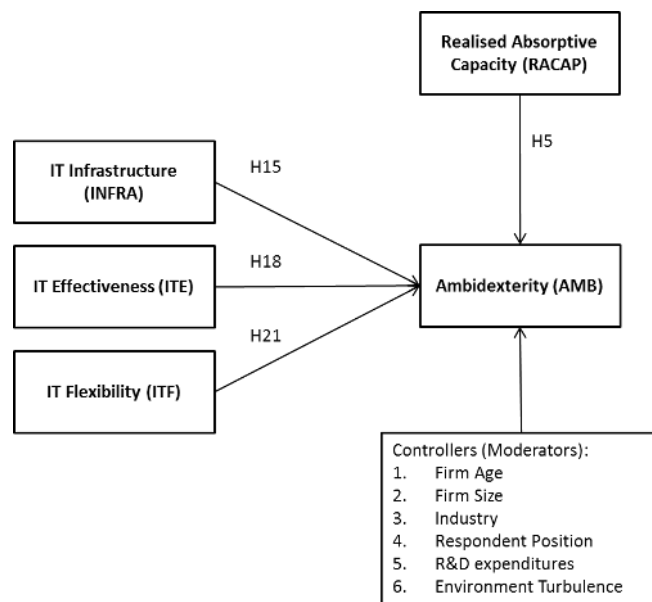 Realised Absorptive
Capacity (RACAP)
H5
IT Infrastructure
(INFRA)
H15
IT Effectiveness (ITE)
H18
Ambidexterity (AMB)
H21
IT Flexibility (ITF)
Controllers (Moderators):
1. Firm Age
2. Firm Size
3. Industry
4. Respondent Position
5. R&D expenditures
6. Environment Turbulence